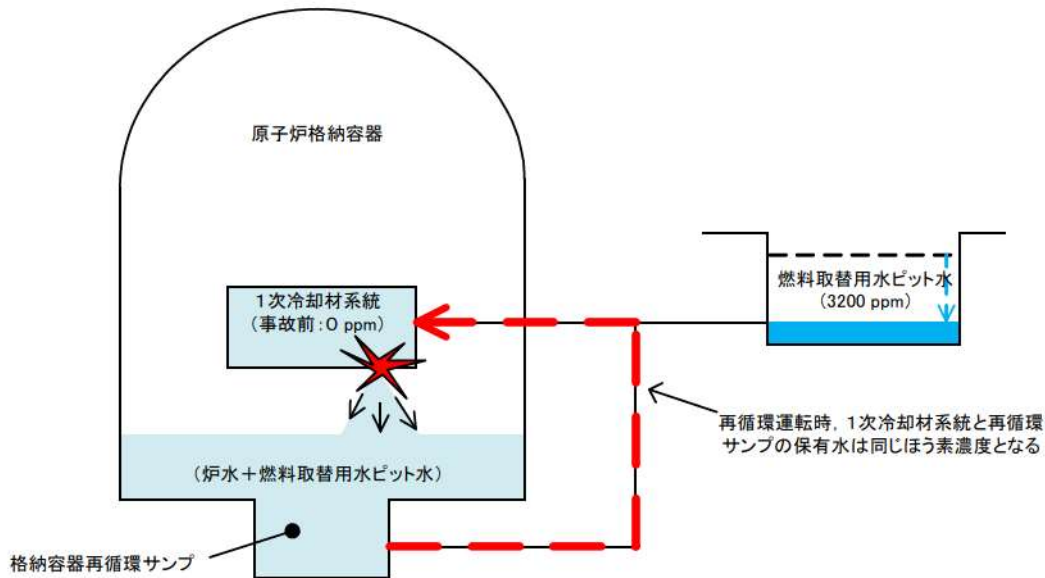 原子炉格納容器
1次冷却材系統
(事故前:0 ppm)
燃料取替用水ピット水
(3200 ppm)
再循環運転時，1次冷却材系統と再循環
サンプの保有水は同じほう素濃度となる
(炉水+燃料取替用水ピット水)
格納容器再循環サンプ